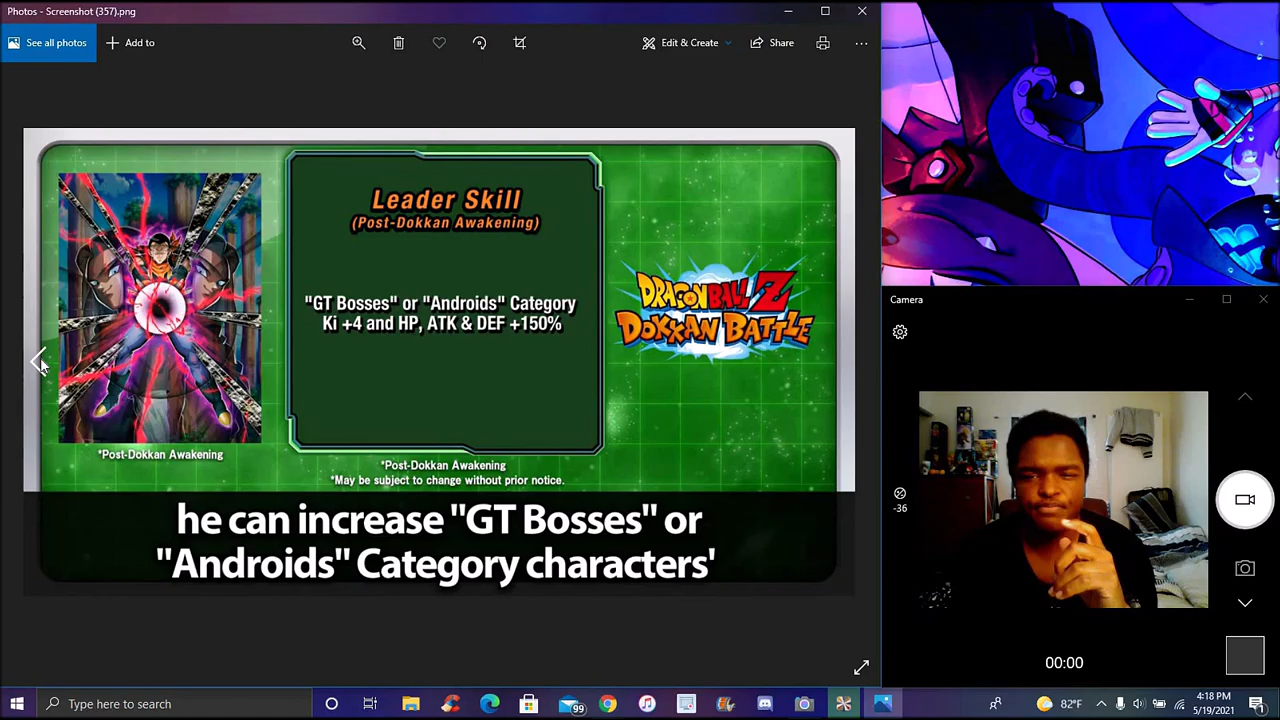 Photos - Screenshot (357).png
See all photos
Add to
Edit & Create
Share
Leader Skill
(Post-Dokkan Awakening)
"GT Bosses" or "Androids" Category
Ki +4 and HP, ATK & DEF +150%
DRAGON BALL Z
DOKKAN BATTLE
*Post-Dokkan Awakening
*Post-Dokkan Awakening
*May be subject to change without prior notice.
he can increase "GT Bosses" or
"Androids" Category characters'
Camera
-36
00:00
Type here to search
99
82°F
4:18 PM
5/19/2021
1